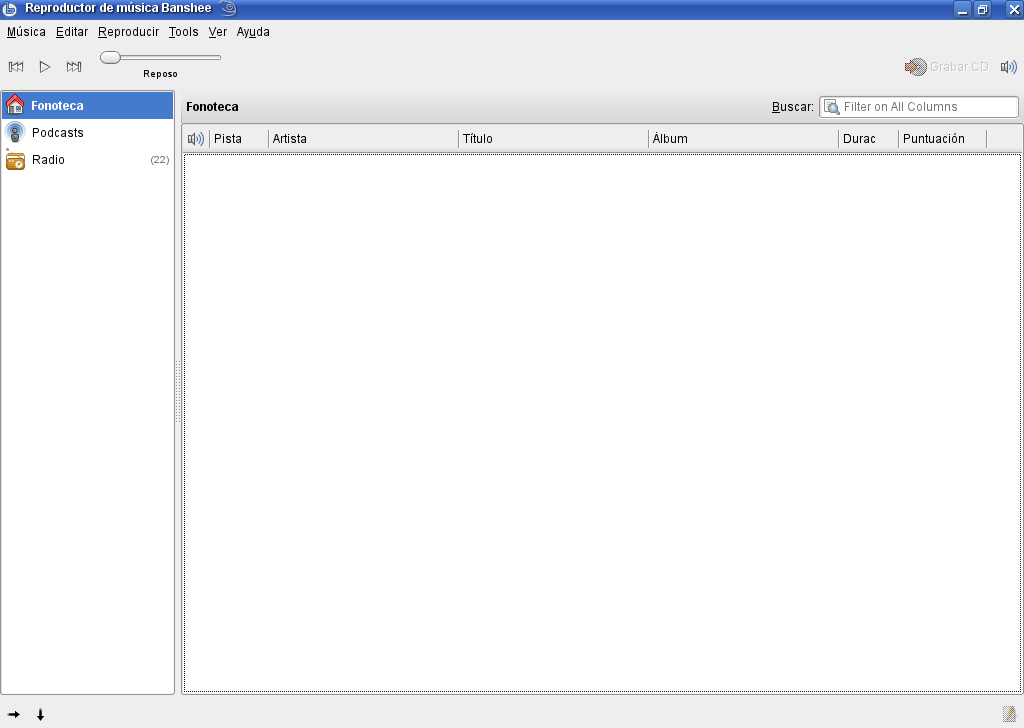 Reproductor de música Banshee
Música Editar Reproducir Tools Ver Ayuda
Reposo
Grabar CD
Fonoteca
Podcasts
Radio (22)
Fonoteca
Buscar: Filter on All Columns
Pista Artista Título Álbum Durac Puntuación